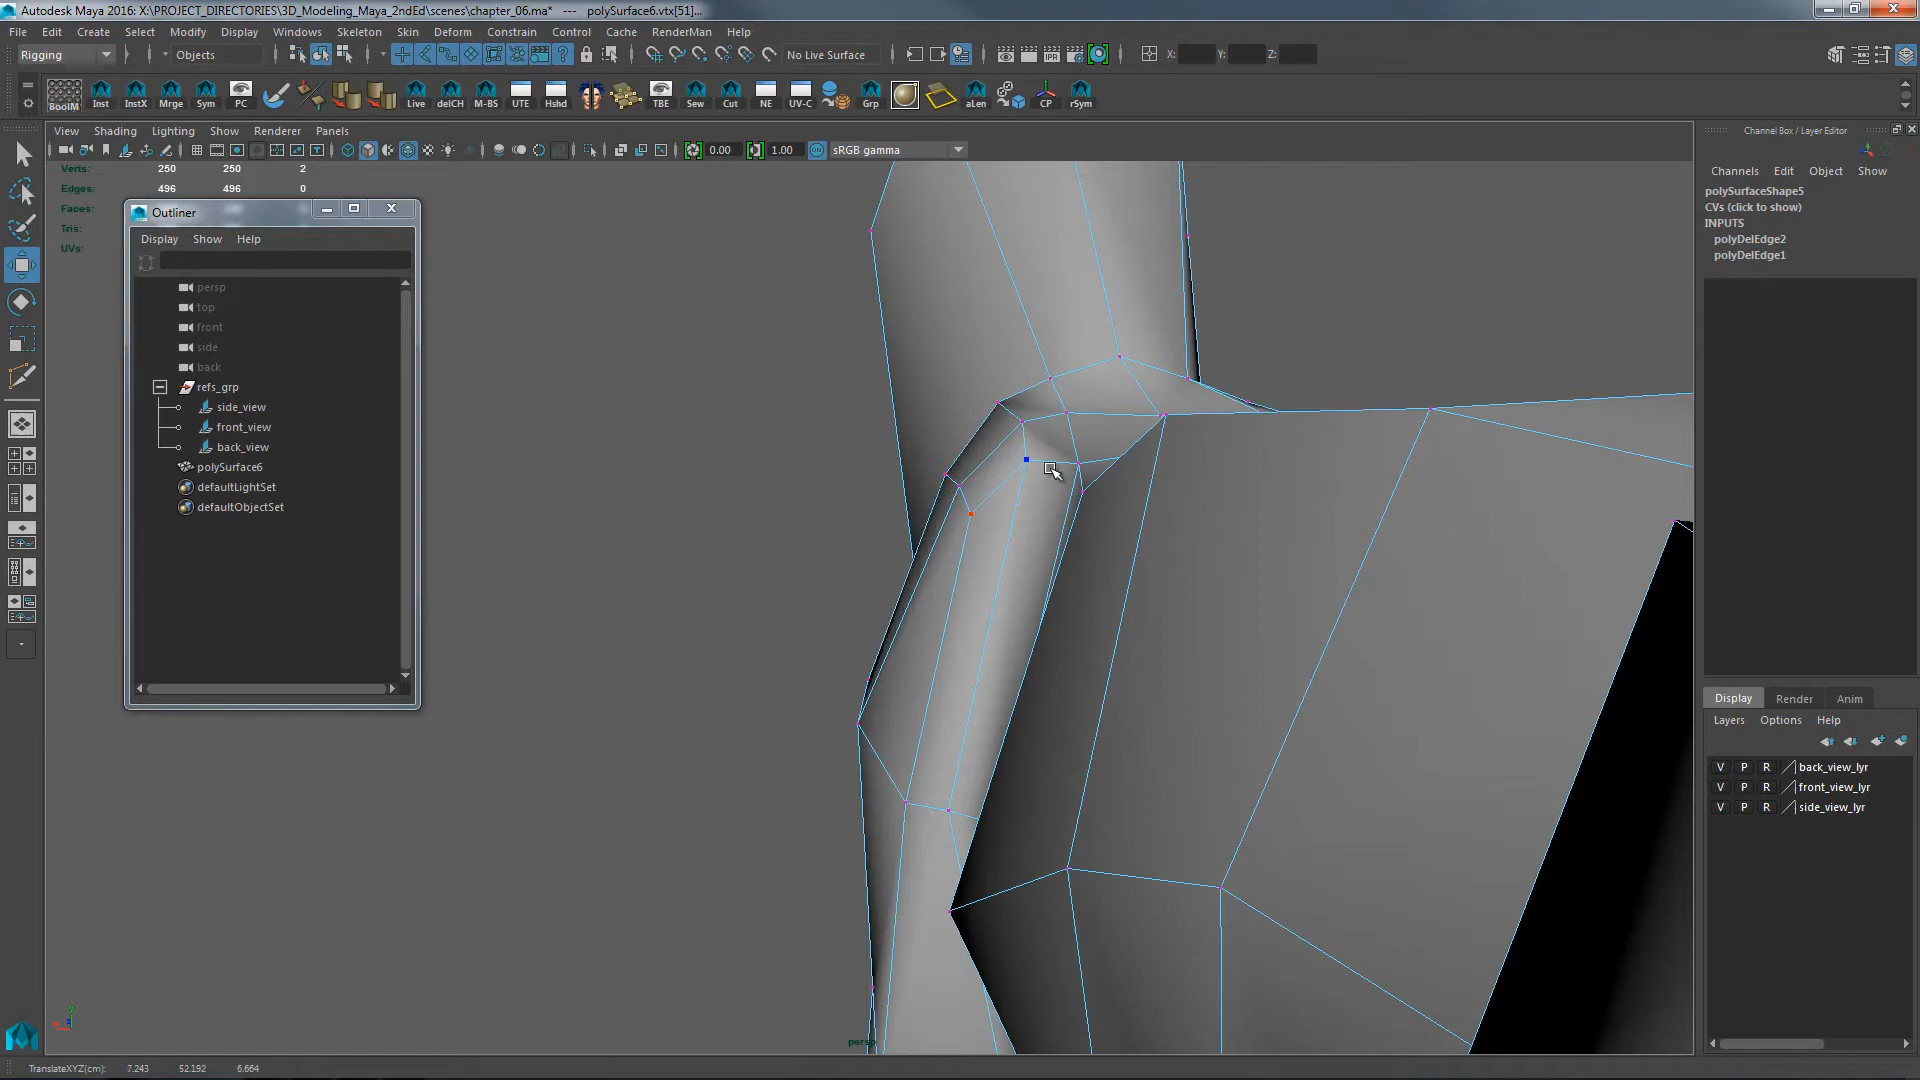 Autodesk Maya 2016: X:\PROJECT_DIRECTORIES\3D_Modeling_Maya_2ndEd\scenes\chapter_06.ma* --- polySurface6.vtx[51]...
File Edit Create Select Modify Display Windows Skeleton Skin Deform Constrain Control Cache RenderMan Help
Rigging Objects No Live Surface X: Y: Z:
BoolM Inst InstX Mrge Sym PC Live delCH M-BS UTE Hshd TBE Sew Cut NE UV-C Grp aLen CP rSym
View Shading Lighting Show Renderer Panels
0.00 1.00 ON sRGB gamma
Verts: 250 250 2
Edges: 496 496 0
Faces:
Tris:
UVs:
Outliner
Display Show Help
persp
top
front
side
back
refs_grp
side_view
front_view
back_view
polySurface6
defaultLightSet
defaultObjectSet
persp
Channel Box / Layer Editor
Channels Edit Object Show
polySurfaceShape5
CVs (click to show)
INPUTS
polyDelEdge2
polyDelEdge1
Display Render Anim
Layers Options Help
V P R back_view_lyr
V P R front_view_lyr
V P R side_view_lyr
TranslateXYZ(cm): 7.243 52.192 6.664